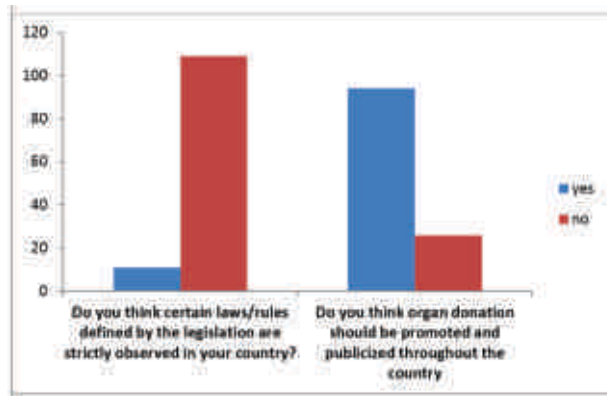 120
100
80
60
40
20
0
yes
no
Do you think certain laws/rules
defined by the legislation are
strictly observed in your country?
Do you think organ donation
should be promoted and
publicized throughout the
country